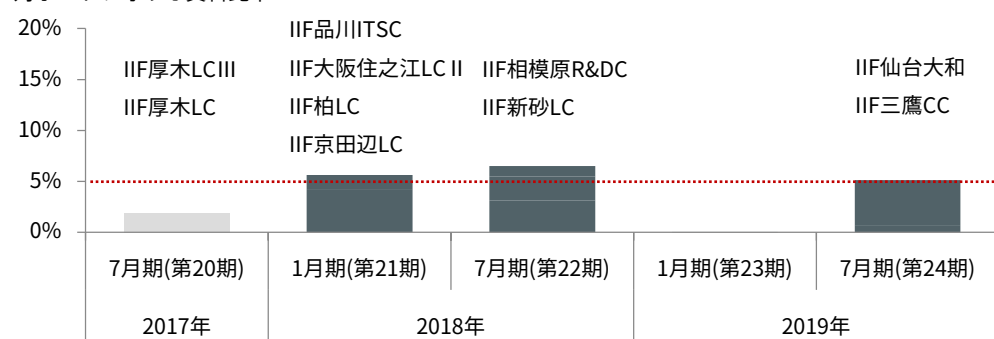 20%
15%
10%
5%
0%
IIF厚木LCIII
IIF厚木LC
IIF品川ITSC
IIF大阪住之江LCⅡ
IIF柏LC
IIF京田辺LC
IIF相模原R&DC
IIF新砂LC
IIF仙台大和
IIF三鷹CC
7月期(第20期)
1月期(第21期)
7月期(第22期)
1月期(第23期)
7月期(第24期)
2017年
2018年
2019年